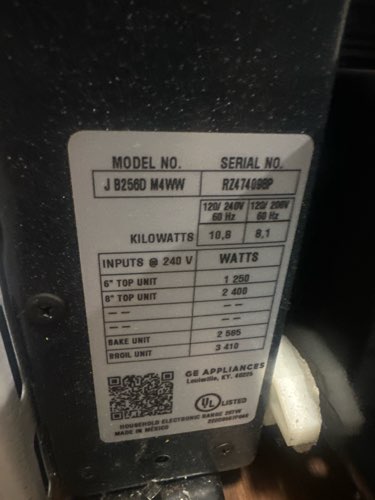 MODEL NO. SERIAL NO.
J B256D M4WW RZ474098P
120/ 240V 120/ 208V
60 Hz 60 Hz
KILOWATTS 10,8 8,1
INPUTS @ 240 V WATTS
6" TOP UNIT 1 250
8" TOP UNIT 2 400
-- --
-- --
BAKE UNIT 2 585
BROIL UNIT 3 410
GE APPLIANCES
Louisville, KY. 40225
UL LISTED
HOUSEHOLD ELECTRONIC RANGE
MADE IN MÉXICO